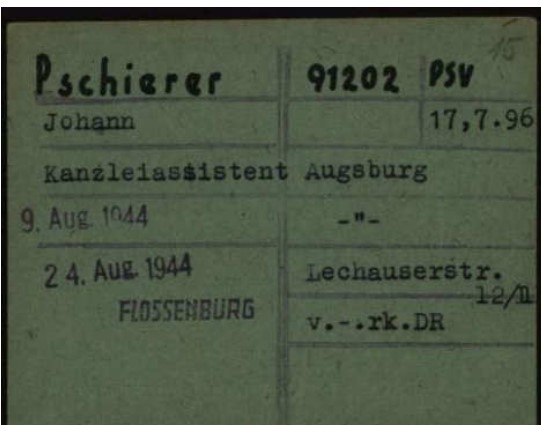 15
Pschierer 91202 PSV
Johann 17,7.96
Kanzleiassistent Augsburg
9. Aug. 1944 -"-
24. Aug. 1944 Lechauserstr.
12/II
FLOSSENBURG v.-.rk.DR